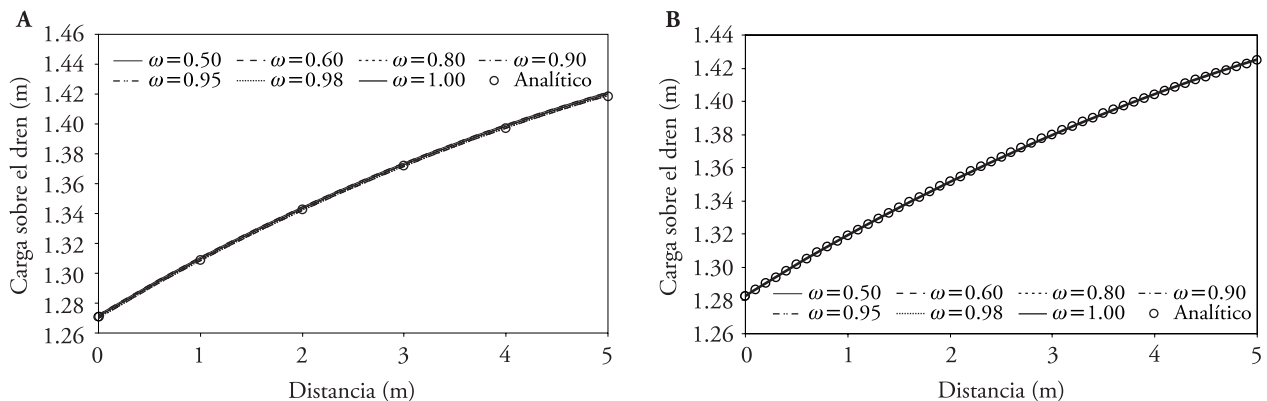 A
1.46
1.44
1.42
1.40
1.38
1.36
1.34
1.32
1.30
1.28
1.26
Carga sobre el dren (m)
ω=0.50 ω=0.60 ω=0.80 ω=0.90
ω=0.95 ω=0.98 ω=1.00 Analítico
0 1 2 3 4 5
Distancia (m)
B
1.44
1.42
1.40
1.38
1.36
1.34
1.32
1.30
1.28
1.26
Carga sobre el dren (m)
ω=0.50 ω=0.60 ω=0.80 ω=0.90
ω=0.95 ω=0.98 ω=1.00 Analítico
0 1 2 3 4 5
Distancia (m)